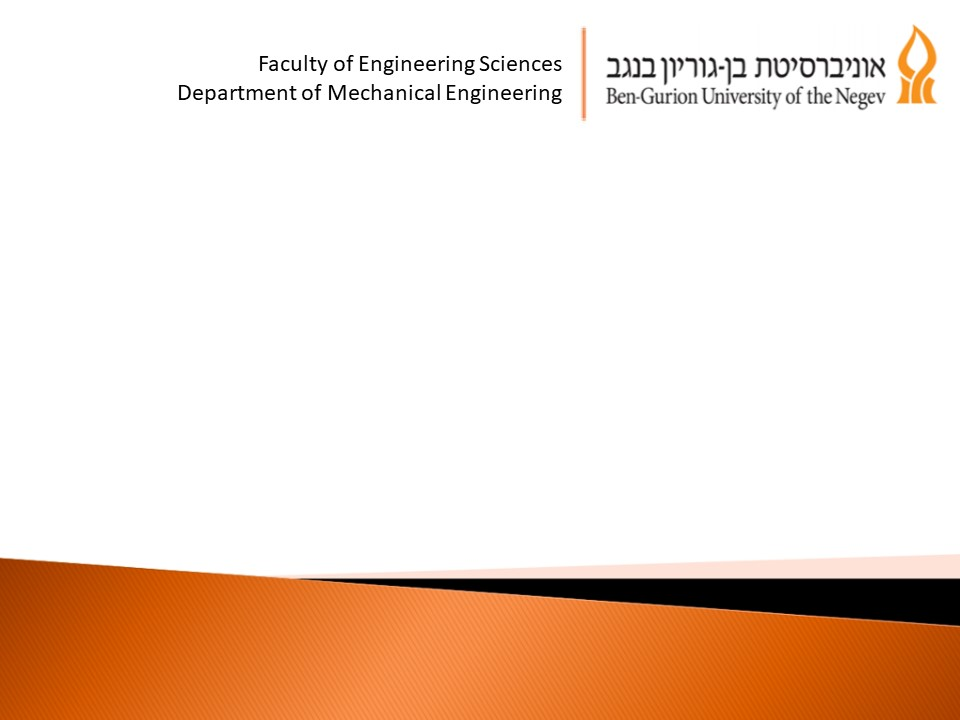 Faculty of Engineering Sciences
Department of Mechanical Engineering
אוניברסיטת בן-גוריון בנגב
Ben-Gurion University of the Negev